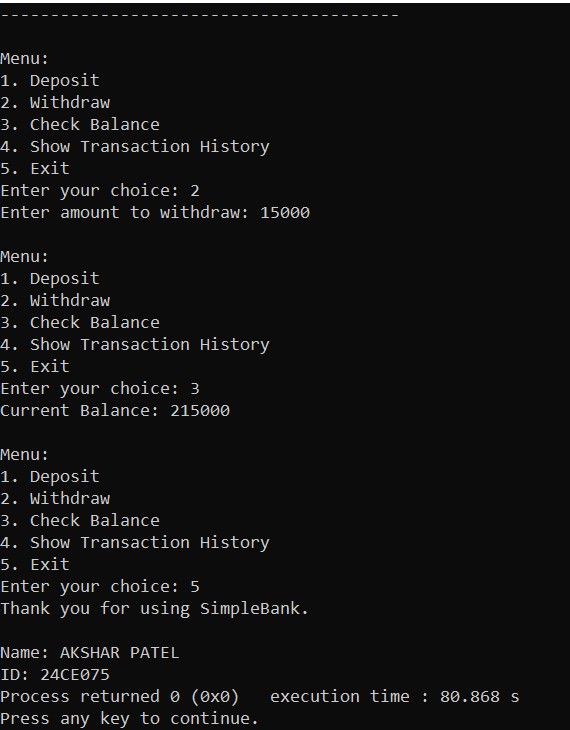 ----------------------------------------
Menu:
1. Deposit
2. Withdraw
3. Check Balance
4. Show Transaction History
5. Exit
Enter your choice: 2
Enter amount to withdraw: 15000
Menu:
1. Deposit
2. Withdraw
3. Check Balance
4. Show Transaction History
5. Exit
Enter your choice: 3
Current Balance: 215000
Menu:
1. Deposit
2. Withdraw
3. Check Balance
4. Show Transaction History
5. Exit
Enter your choice: 5
Thank you for using SimpleBank.
Name: AKSHAR PATEL
ID: 24CE075
Process returned 0 (0x0)   execution time : 80.868 s
Press any key to continue.